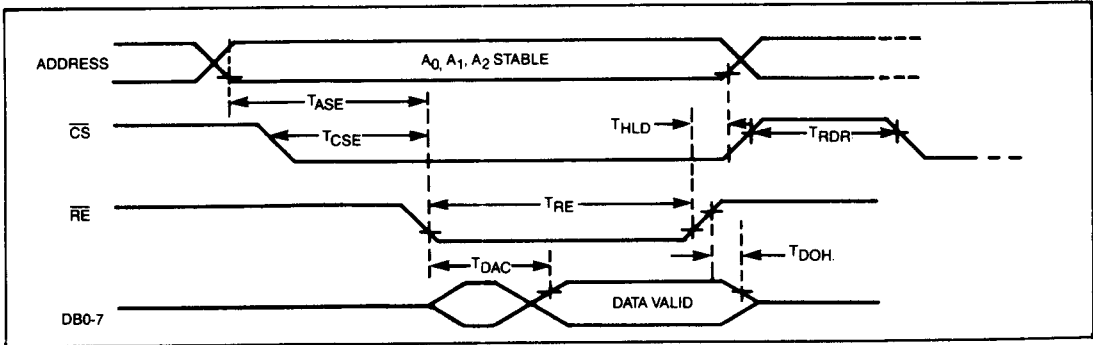 ADDRESS
A0, A1, A2 STABLE
TASE
CS
TCSE
THLD
TRDR
RE
TRE
TDAC
TDOH
DB0-7
DATA VALID